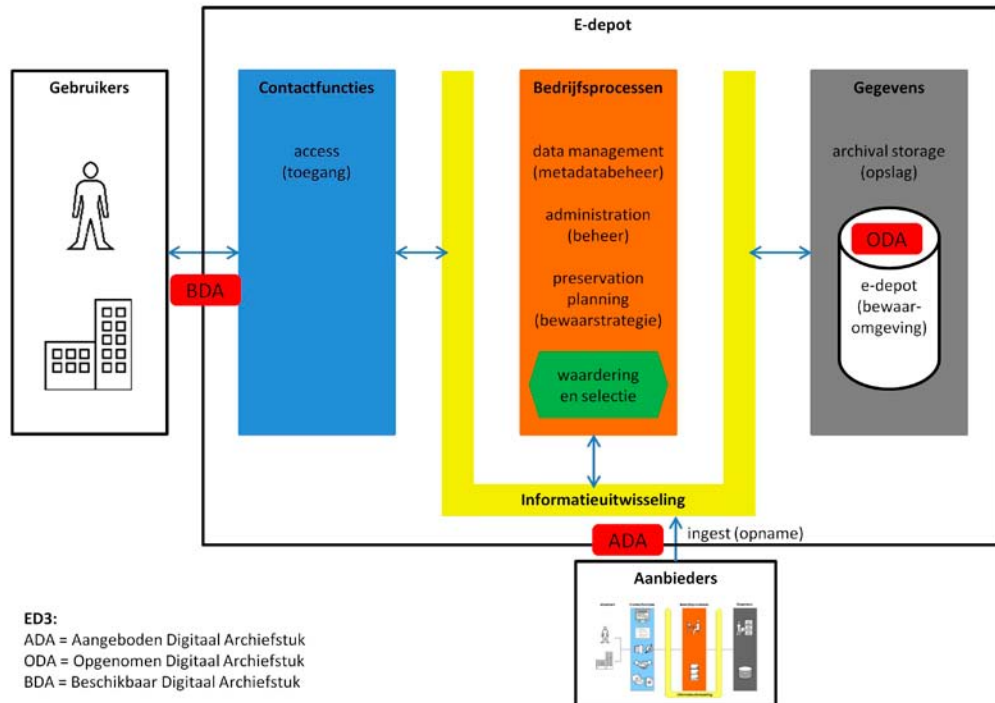 E-depot
Gebruikers
Contactfuncties
access
(toegang)
Bedrijfsprocessen
data management
(metadatabeheer)
administration
(beheer)
preservation
planning
(bewaarstrategie)
waardering
en selectie
Gegevens
archival storage
(opslag)
ODA
e-depot
(bewaar-
omgeving)
BDA
Informatieuitwisseling
ADA
ingest (opname)
Aanbieders
ED3:
ADA = Aangeboden Digitaal Archiefstuk
ODA = Opgenomen Digitaal Archiefstuk
BDA = Beschikbaar Digitaal Archiefstuk